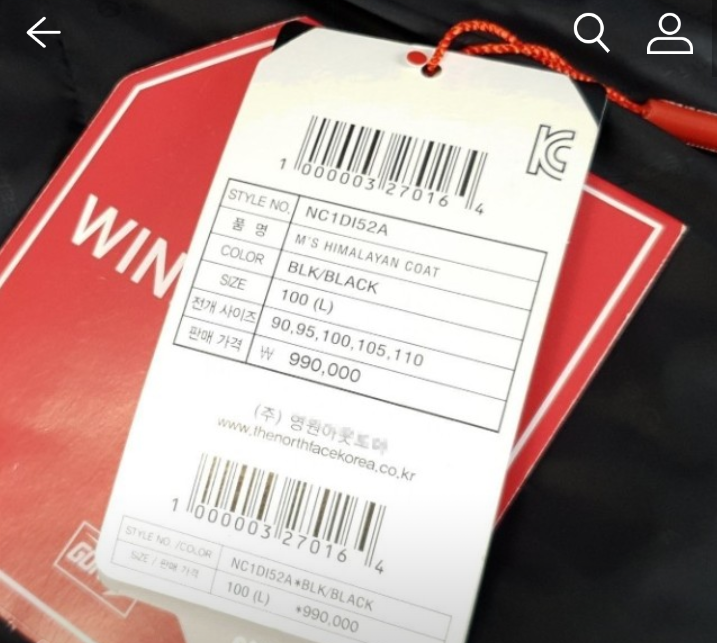 WIN
1 000003 27016 4
STYLE NO. NC1DI52A
품 명 M'S HIMALAYAN COAT
COLOR BLK/BLACK
SIZE 100 (L)
전개 사이즈 90,95,100,105,110
판매 가격 ₩ 990,000
(주) 영원아웃도어
www.thenorthfacekorea.co.kr
1 000003 27016 4
STYLE NO. /COLOR NC1DI52A*BLK/BLACK
SIZE / 판매 가격 100 (L) *990,000